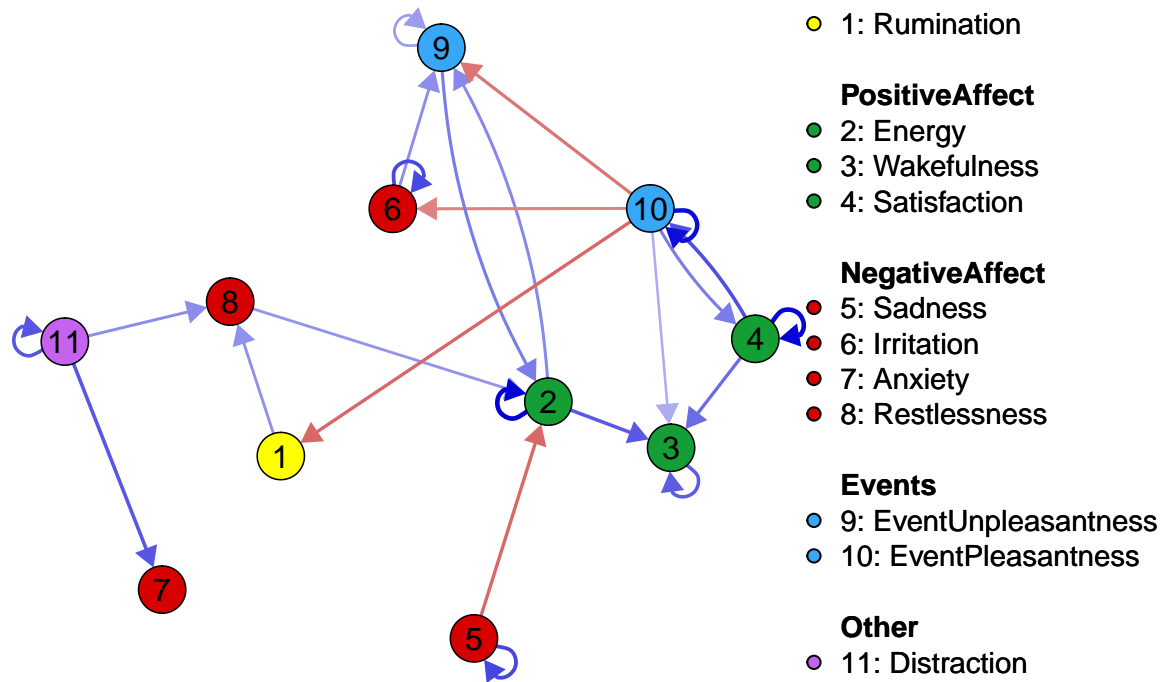 9
6
10
8
11
4
2
1
3
7
5
1: Rumination
PositiveAffect
2: Energy
3: Wakefulness
4: Satisfaction
NegativeAffect
5: Sadness
6: Irritation
7: Anxiety
8: Restlessness
Events
9: EventUnpleasantness
10: EventPleasantness
Other
11: Distraction